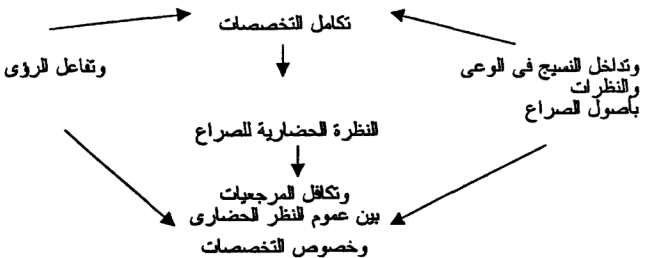 تكامل التخصصات
وتفاعل الرؤى
وتداخل النسيج فى الوعى
والنظرات
بأصول الصراع
النظرة الحضارية للصراع
وتكافل المرجعيات
بين عموم النظر الحضارى
وخصوص التخصصات